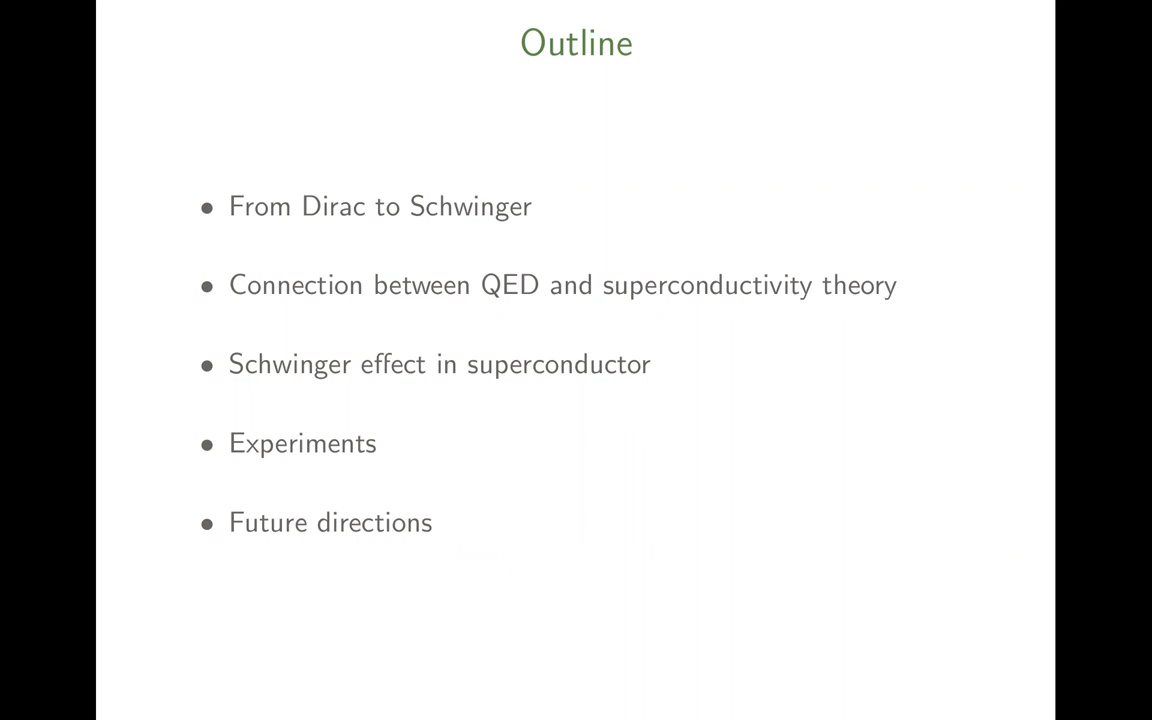 Outline
• From Dirac to Schwinger
• Connection between QED and superconductivity theory
• Schwinger effect in superconductor
• Experiments
• Future directions